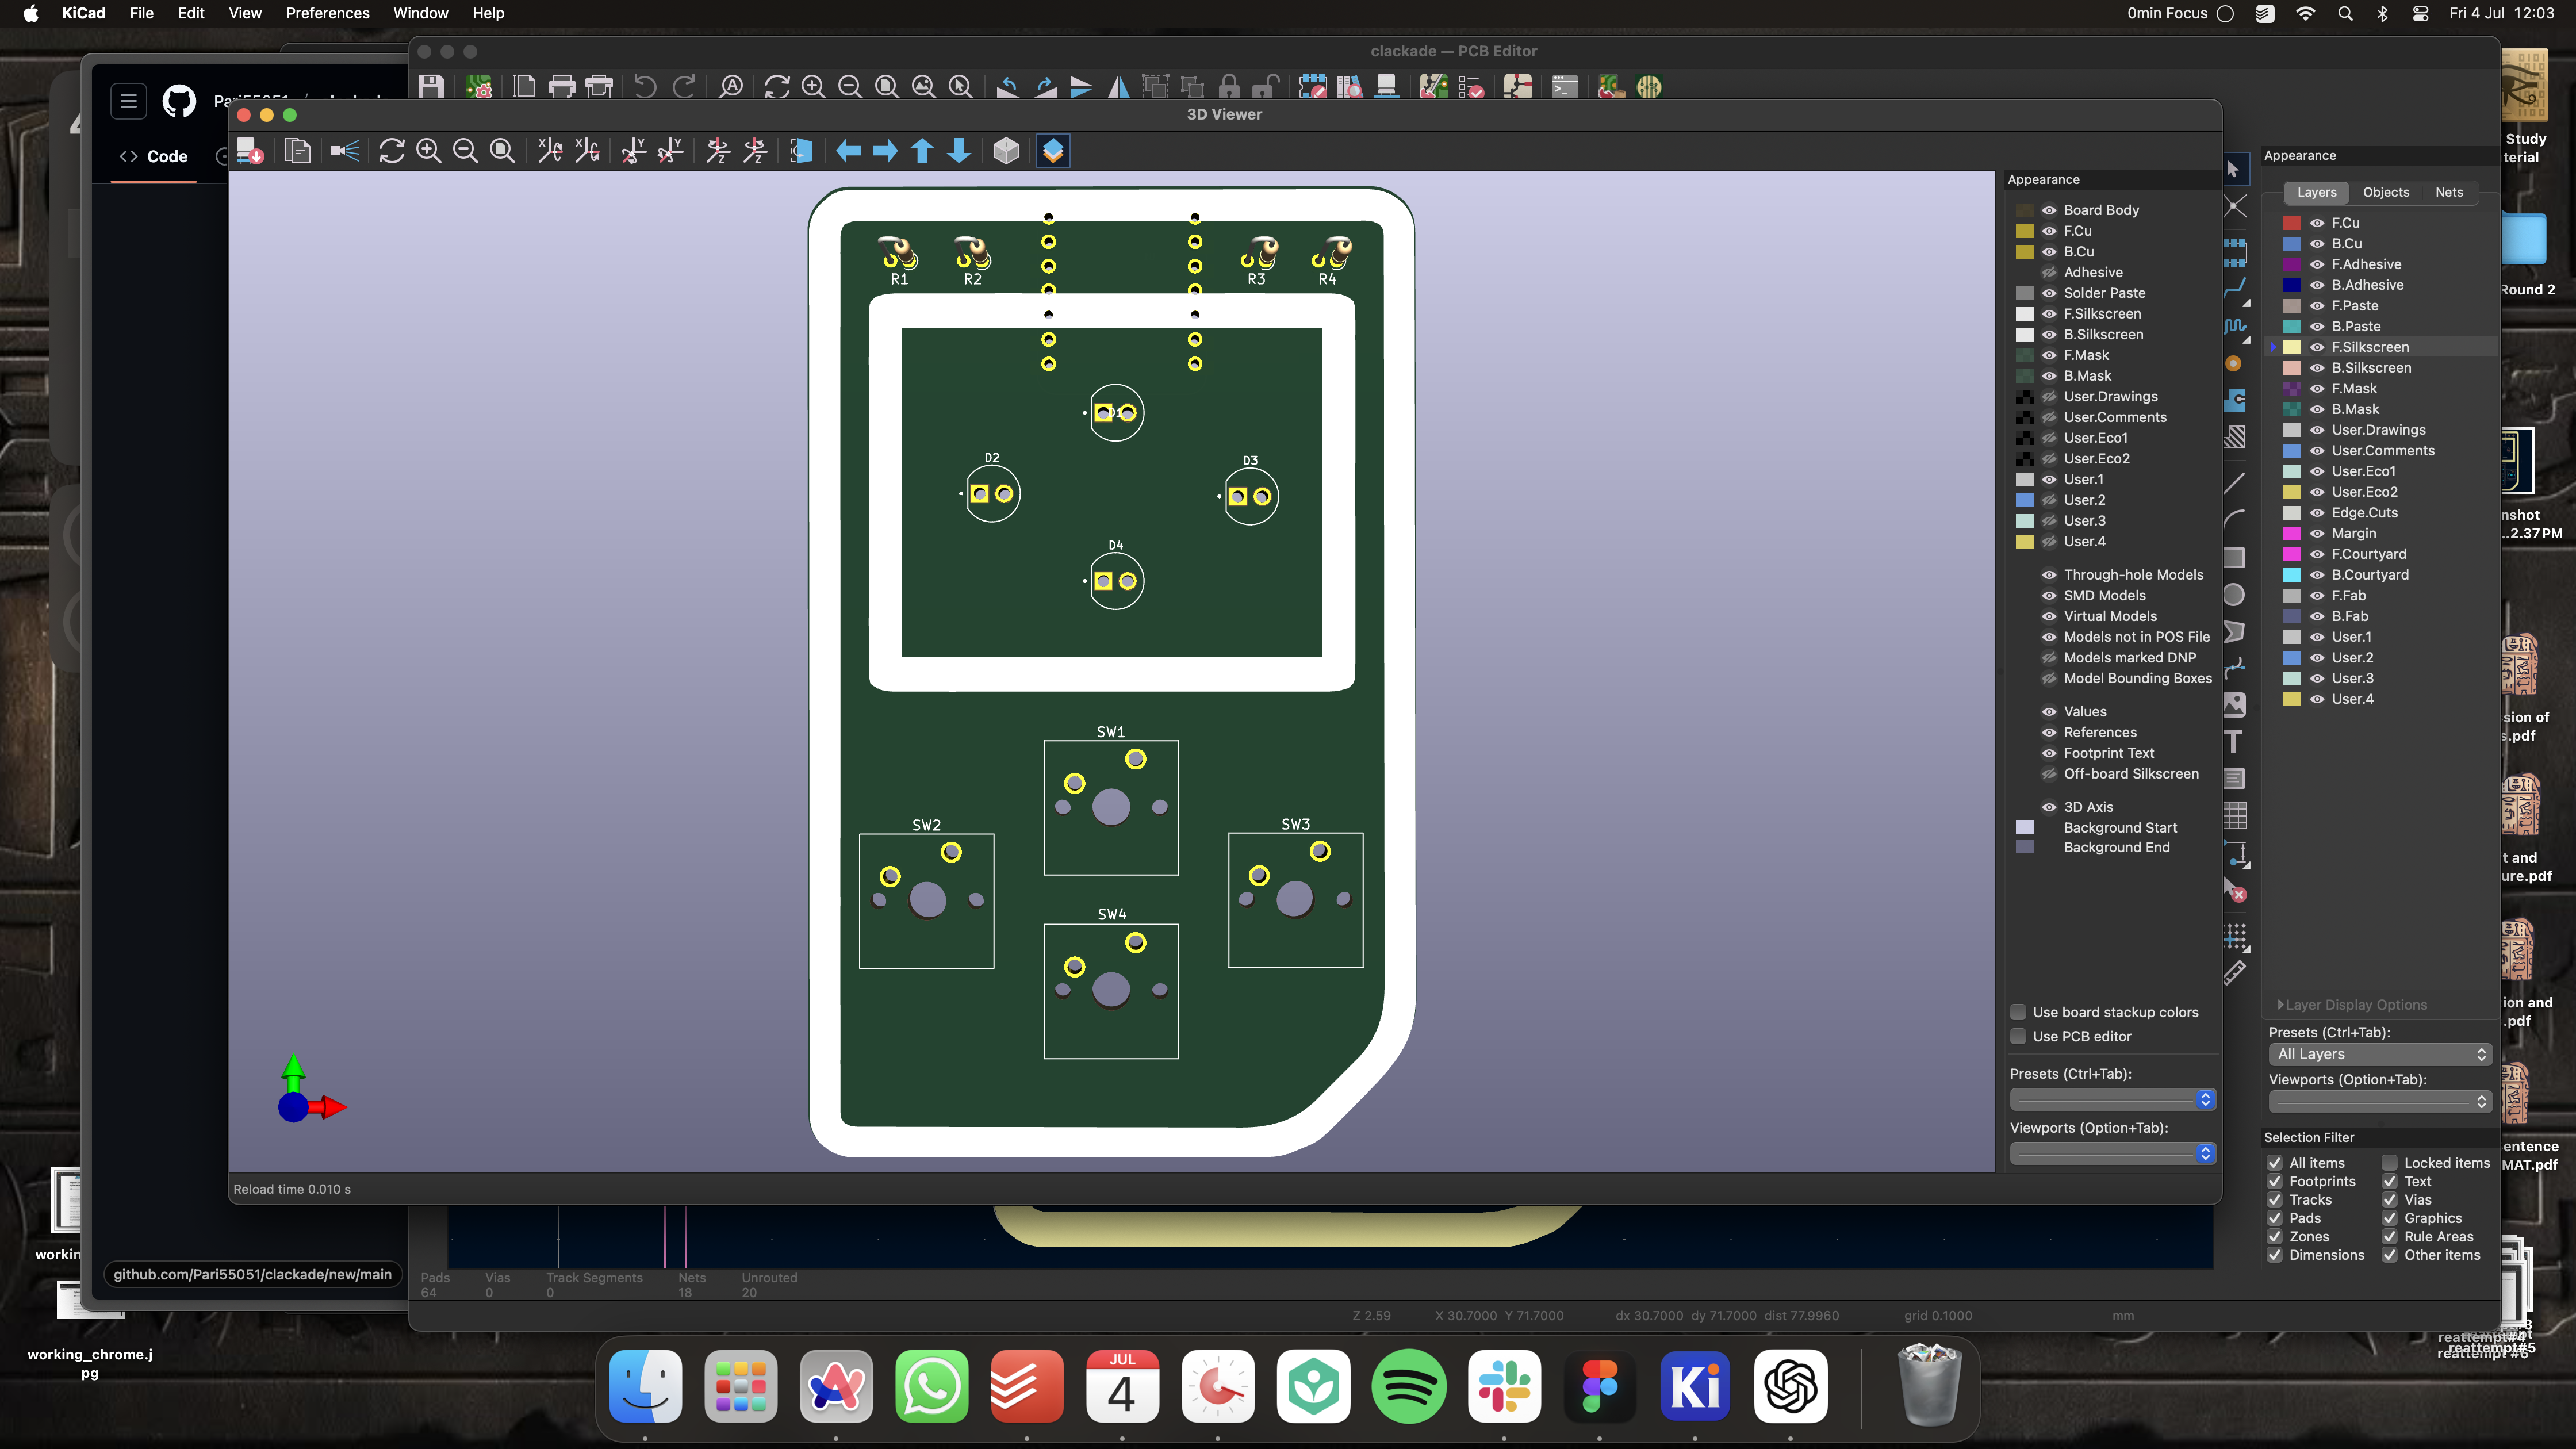 KiCad File Edit View Preferences Window Help
0min Focus Fri 4 Jul 12:03
clackade — PCB Editor
3D Viewer
Code
Appearance
Board Body
F.Cu
B.Cu
Adhesive
Solder Paste
F.Silkscreen
B.Silkscreen
F.Mask
B.Mask
User.Drawings
User.Comments
User.Eco1
User.Eco2
User.1
User.2
User.3
User.4
Through-hole Models
SMD Models
Virtual Models
Models not in POS File
Models marked DNP
Model Bounding Boxes
Values
References
Footprint Text
Off-board Silkscreen
3D Axis
Background Start
Background End
Use board stackup colors
Use PCB editor
Presets (Ctrl+Tab):
Viewports (Option+Tab):
R1 R2 R3 R4
D1
D2 D3
D4
SW1
SW2 SW3
SW4
Reload time 0.010 s
Appearance
Layers Objects Nets
F.Cu
B.Cu
F.Adhesive
B.Adhesive
F.Paste
B.Paste
F.Silkscreen
B.Silkscreen
F.Mask
B.Mask
User.Drawings
User.Comments
User.Eco1
User.Eco2
Edge.Cuts
Margin
F.Courtyard
B.Courtyard
F.Fab
B.Fab
User.1
User.2
User.3
User.4
Layer Display Options
Presets (Ctrl+Tab):
All Layers
Viewports (Option+Tab):
Selection Filter
All items Locked items
Footprints Text
Tracks Vias
Pads Graphics
Zones Rule Areas
Dimensions Other items
github.com/Pari55051/clackade/new/main
Pads Vias Track Segments Nets Unrouted
64 0 0 18 20
Z 2.59 X 30.7000 Y 71.7000 dx 30.7000 dy 71.7000 dist 77.9960 grid 0.1000 mm
Study
terial
Round 2
nshot
...2.37 PM
sion of
s.pdf
t and
ure.pdf
ion and
.pdf
entence
MAT.pdf
reattempt#5
working
working_chrome.j
pg
JUL
4
Ki